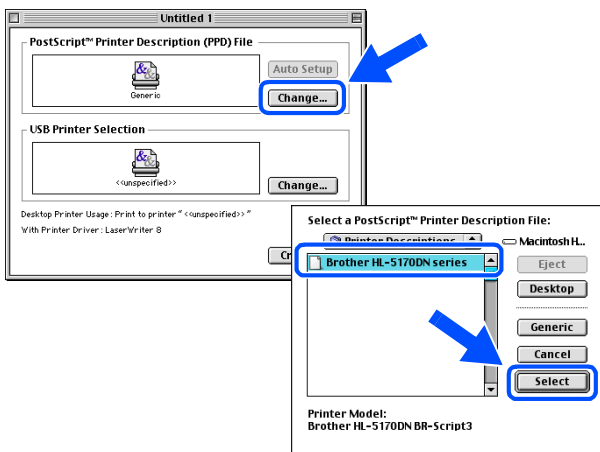 Untitled 1
PostScript™ Printer Description (PPD) File
Auto Setup
Generic
Change...
USB Printer Selection
<<unspecified>>
Change...
Desktop Printer Usage: Print to printer "<<unspecified>>"
With Printer Driver: LaserWriter 8
Cr
Select a PostScript™ Printer Description File:
Printer Descriptions
Macintosh H...
Brother HL-5170DN series
Eject
Desktop
Generic
Cancel
Select
Printer Model:
Brother HL-5170DN BR-Script3